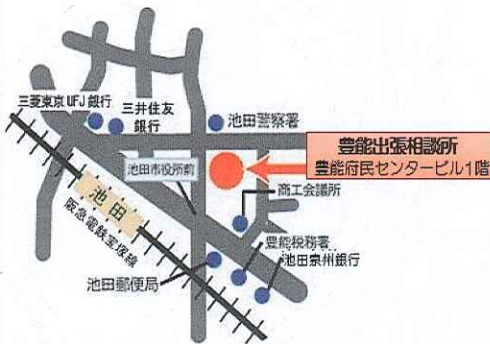 三菱東京UFJ銀行
三井住友
銀行
池田警察署
豊能出張相談所
豊能府民センタービル1階
池田市役所前
商工会議所
池田
阪急電鉄宝塚線
豊能税務署
池田泉州銀行
池田郵便局